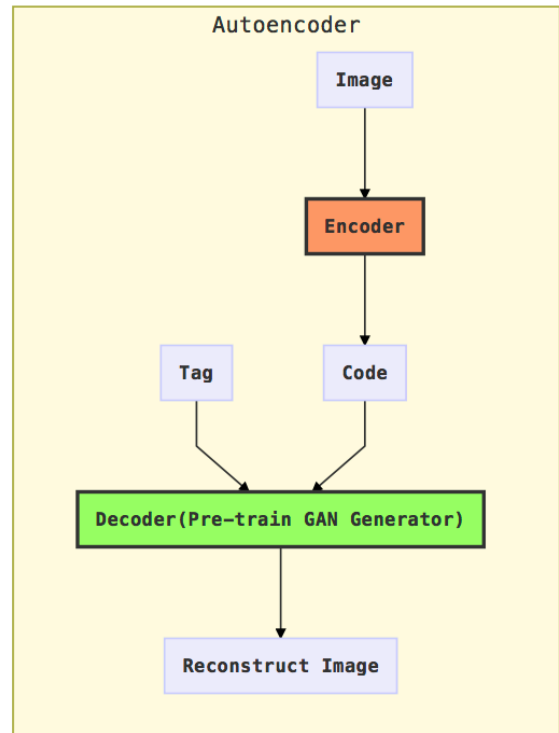 Autoencoder
Image
Encoder
Tag
Code
Decoder(Pre-train GAN Generator)
Reconstruct Image